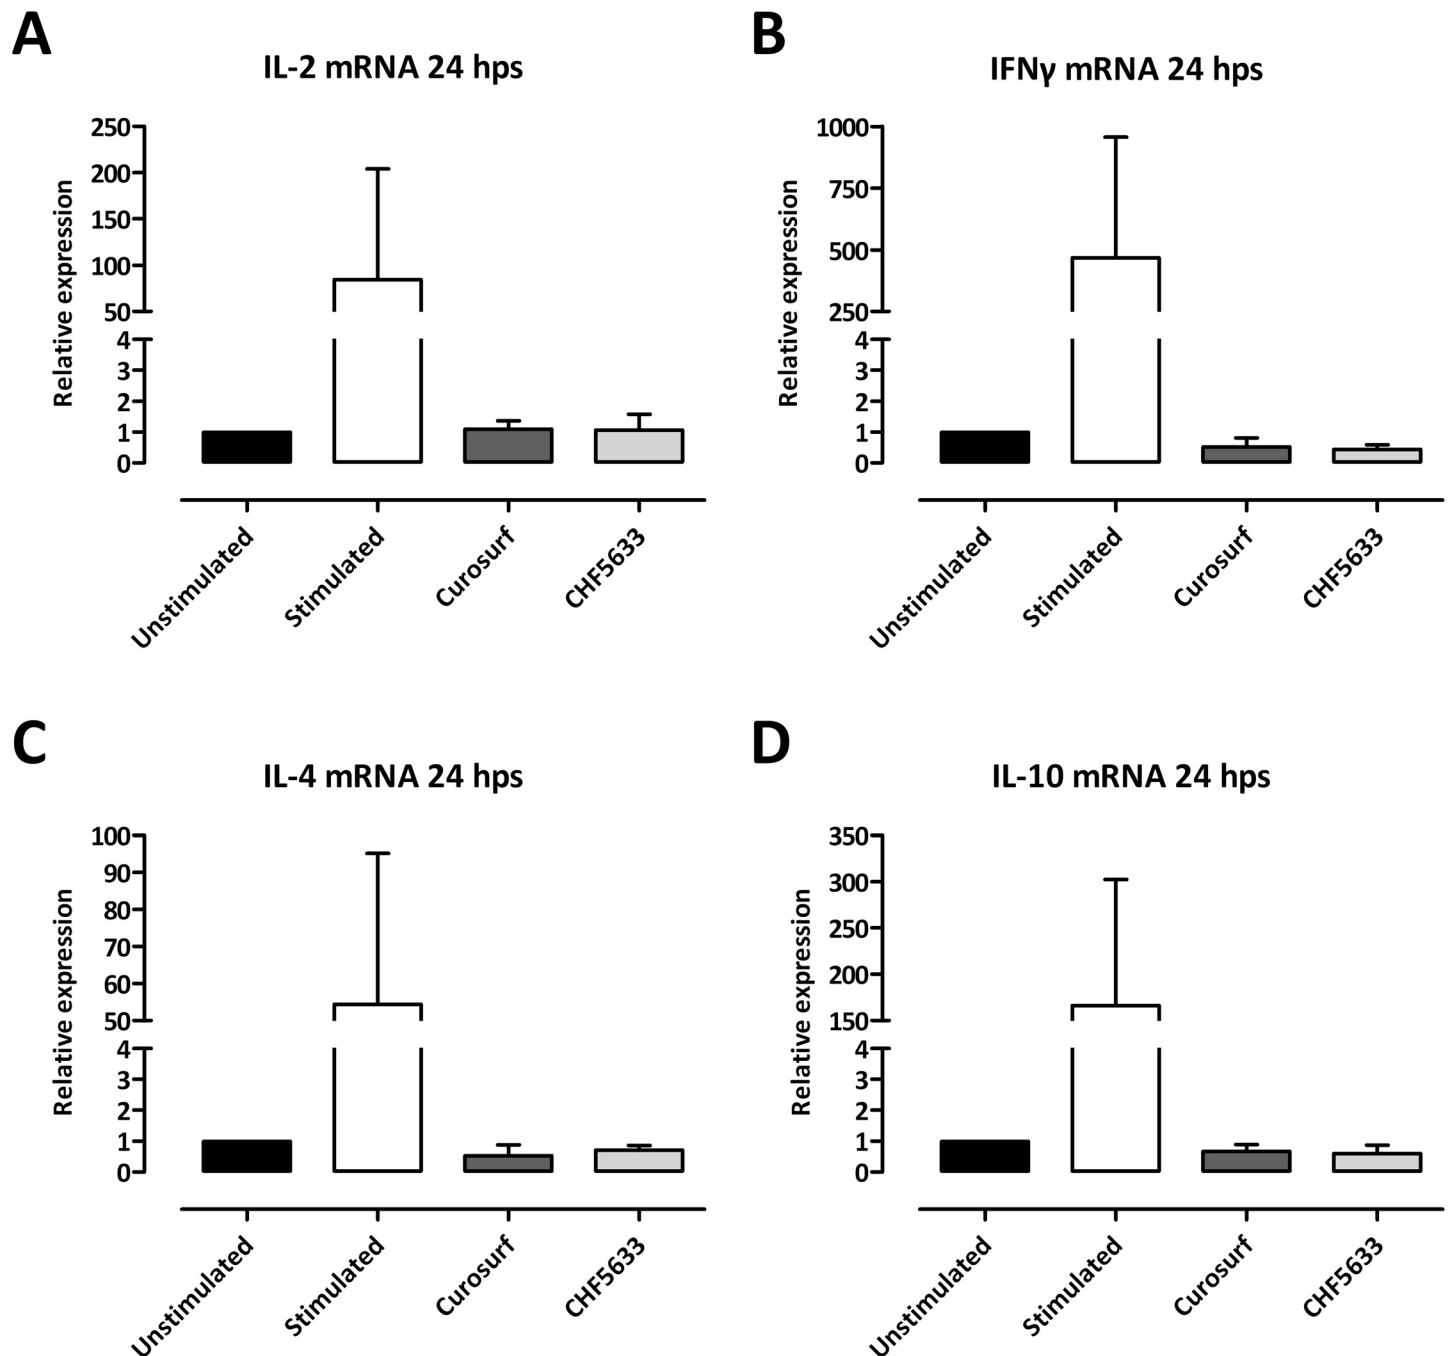 A
IL-2 mRNA 24 hps
Relative expression
250
200
150
100
50
4
3
2
1
0
Unstimulated
Stimulated
Curosurf
CHF5633
B
IFNγ mRNA 24 hps
Relative expression
1000
750
500
250
4
3
2
1
0
Unstimulated
Stimulated
Curosurf
CHF5633
C
IL-4 mRNA 24 hps
Relative expression
100
90
80
70
60
50
4
3
2
1
0
Unstimulated
Stimulated
Curosurf
CHF5633
D
IL-10 mRNA 24 hps
Relative expression
350
300
250
200
150
4
3
2
1
0
Unstimulated
Stimulated
Curosurf
CHF5633